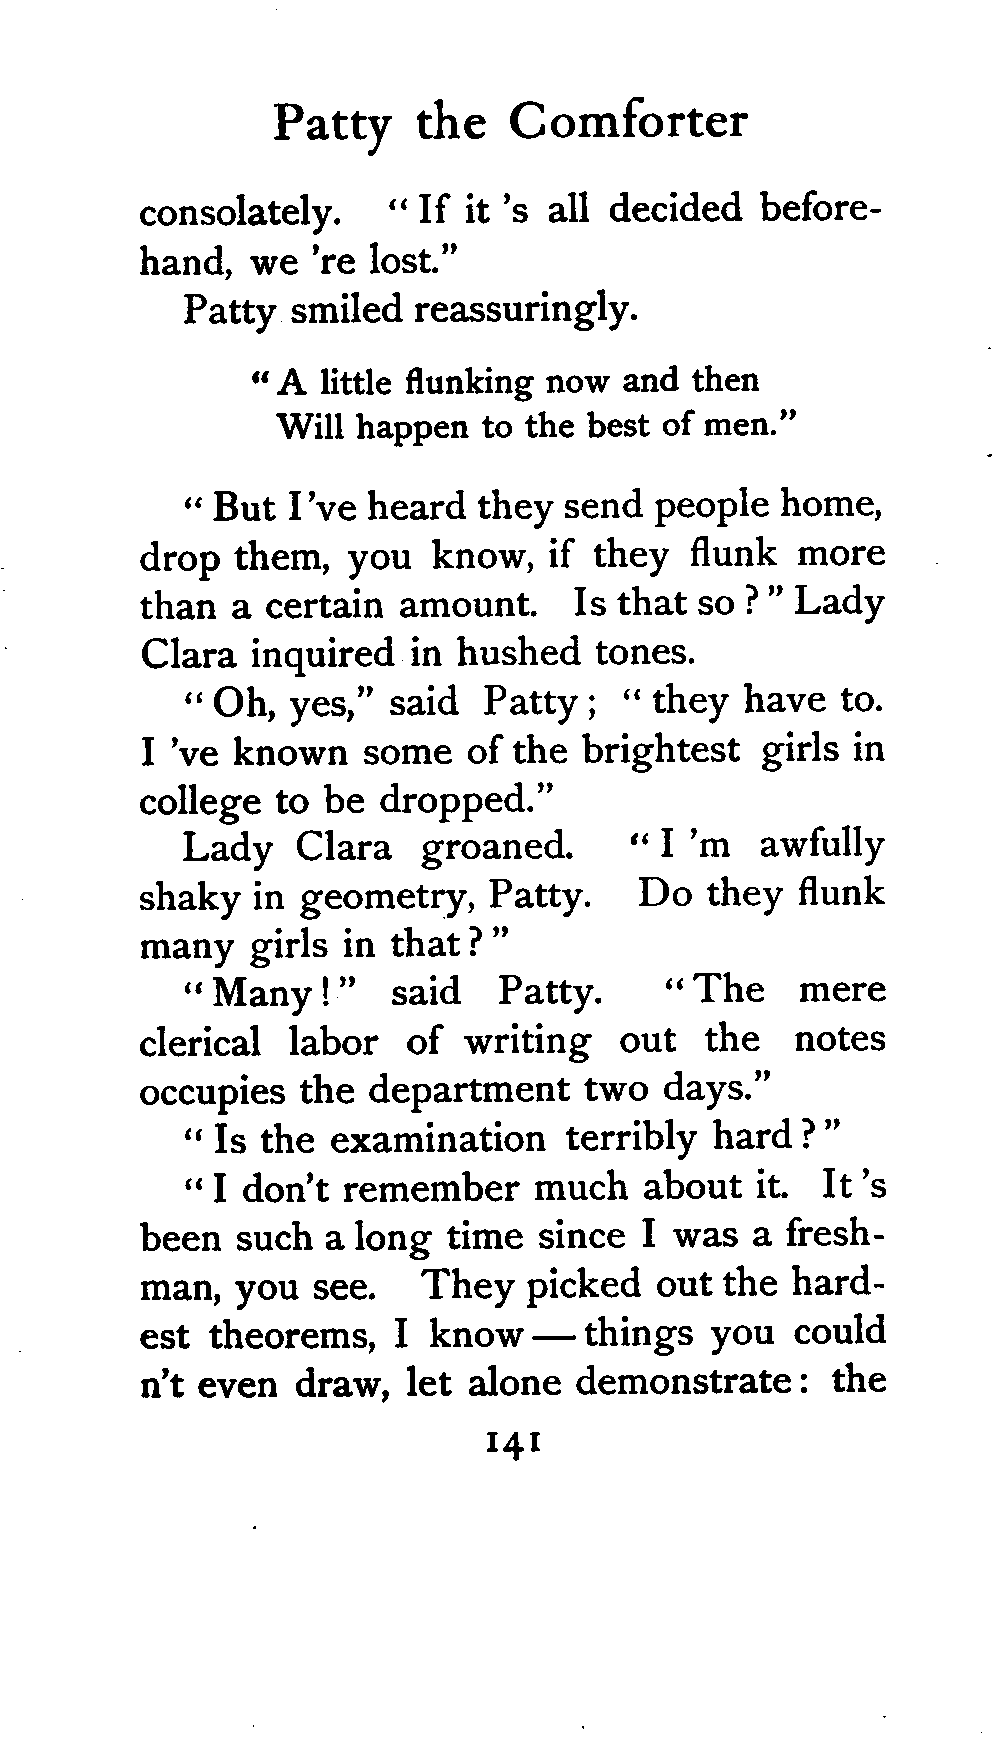 Patty the Comforter
consolately. "If it 's all decided before-
hand, we 're lost."
Patty smiled reassuringly.
"A little flunking now and then
Will happen to the best of men."
"But I've heard they send people home,
drop them, you know, if they flunk more
than a certain amount. Is that so?" Lady
Clara inquired in hushed tones.
"Oh, yes," said Patty; "they have to.
I 've known some of the brightest girls in
college to be dropped."
Lady Clara groaned. "I 'm awfully
shaky in geometry, Patty. Do they flunk
many girls in that?"
"Many!" said Patty. "The mere
clerical labor of writing out the notes
occupies the department two days."
"Is the examination terribly hard?"
"I don't remember much about it. It 's
been such a long time since I was a fresh-
man, you see. They picked out the hard-
est theorems, I know — things you could
n't even draw, let alone demonstrate: the
141